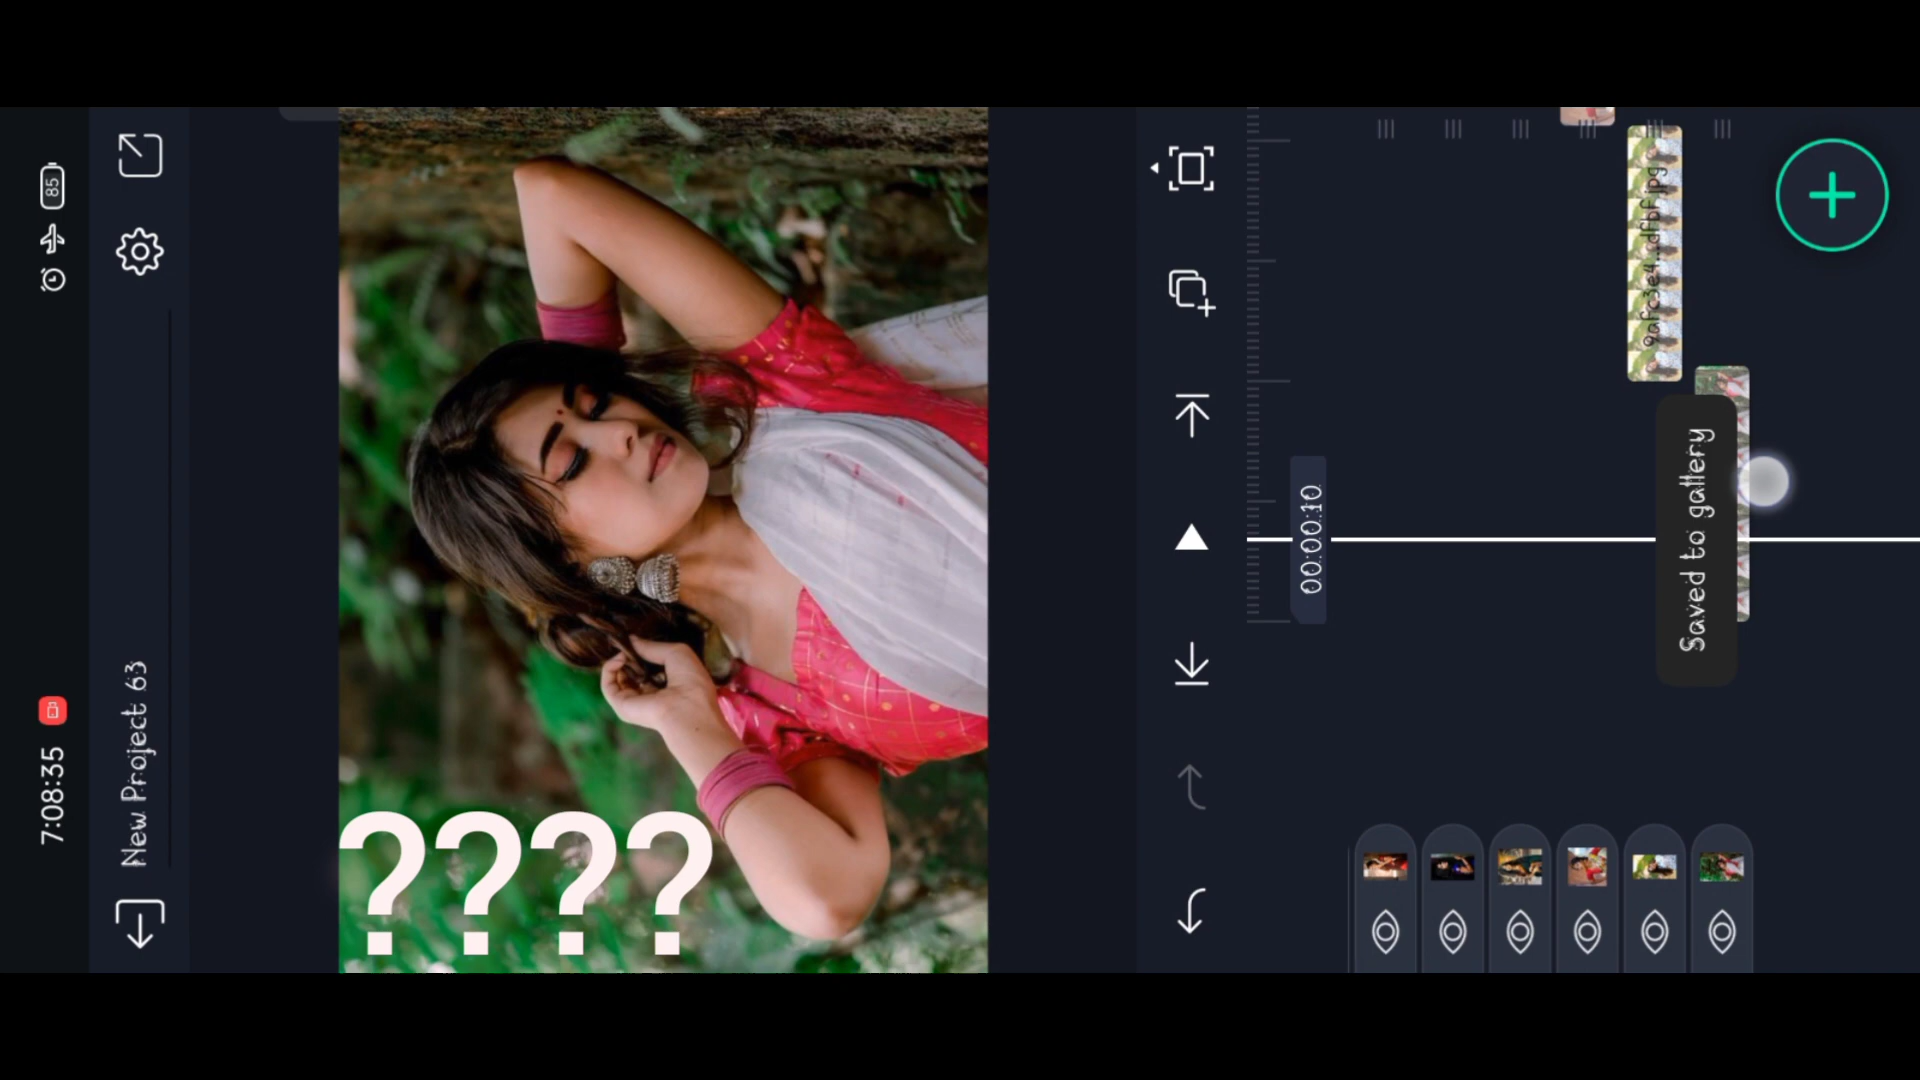 7:08:35
85
New Project 63
????
00:00:10
9afc3e4...dfbf.jpg
Saved to gallery